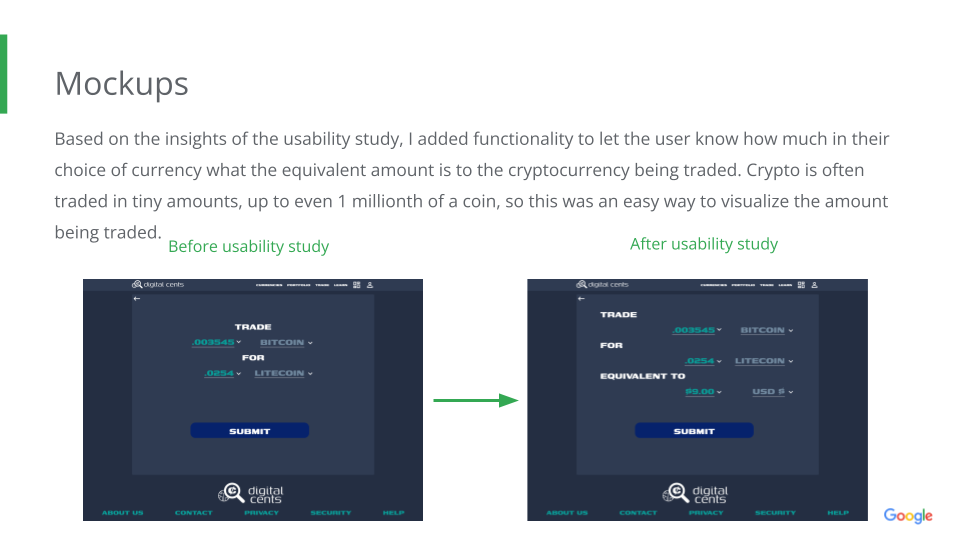 Mockups
Based on the insights of the usability study, I added functionality to let the user know how much in their
choice of currency what the equivalent amount is to the cryptocurrency being traded. Crypto is often
traded in tiny amounts, up to even 1 millionth of a coin, so this was an easy way to visualize the amount
being traded.
Before usability study
After usability study
digital cents
CURRENCIES PORTFOLIO TRADE LEARN
TRADE
.003545 BITCOIN
FOR
.0254 LITECOIN
SUBMIT
digital
cents
ABOUT US CONTACT PRIVACY SECURITY HELP
digital cents
CURRENCIES PORTFOLIO TRADE LEARN
TRADE
.003545 BITCOIN
FOR
.0254 LITECOIN
EQUIVALENT TO
$9.00 USD $
SUBMIT
digital
cents
ABOUT US CONTACT PRIVACY SECURITY HELP
Google